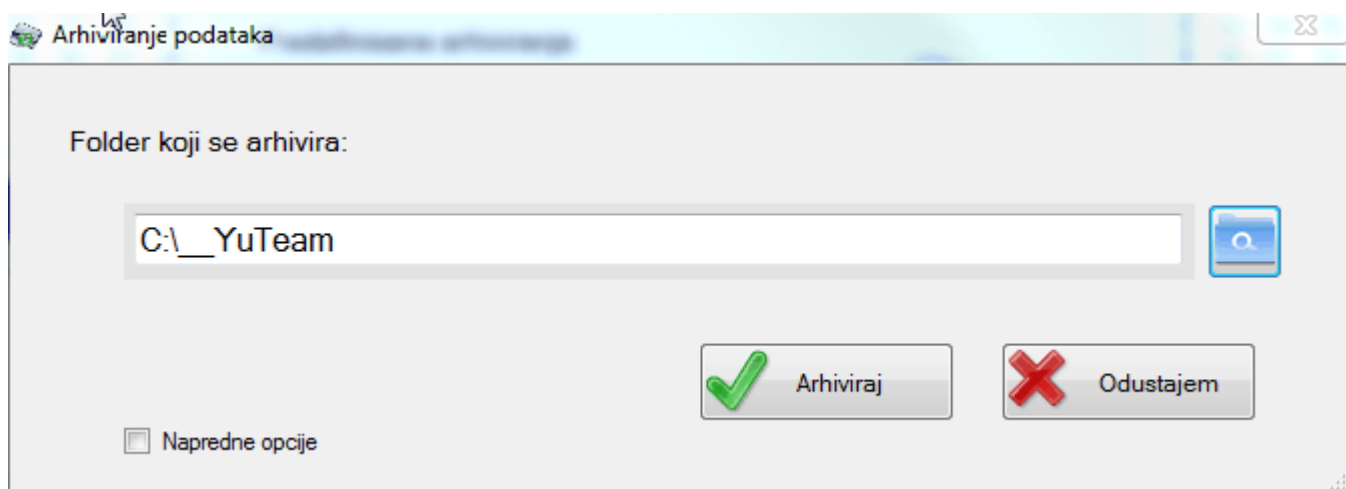 Arhiviranje podataka
Folder koji se arhivira:
C:\__YuTeam
Arhiviraj
Odustajem
Napredne opcije